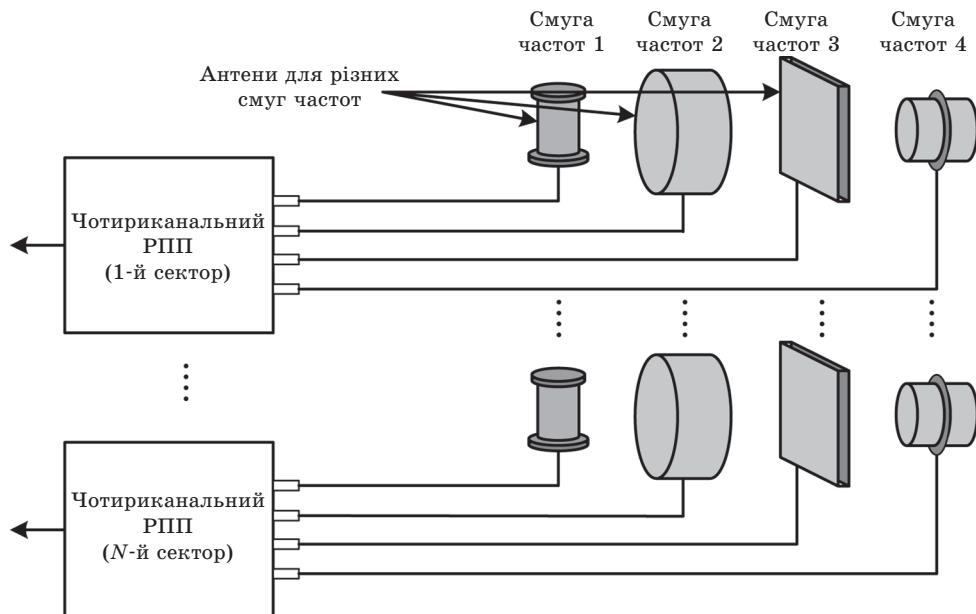 Смуга
частот 1
Смуга
частот 2
Смуга
частот 3
Смуга
частот 4
Антени для різних
смуг частот
Чотириканальний
РПП
(1-й сектор)
Чотириканальний
РПП
(N-й сектор)